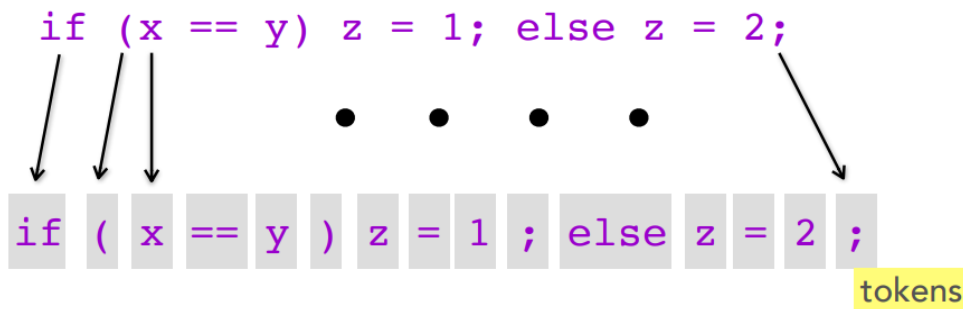 if (x == y) z = 1; else z = 2;
if ( x == y ) z = 1 ; else z = 2 ;
tokens